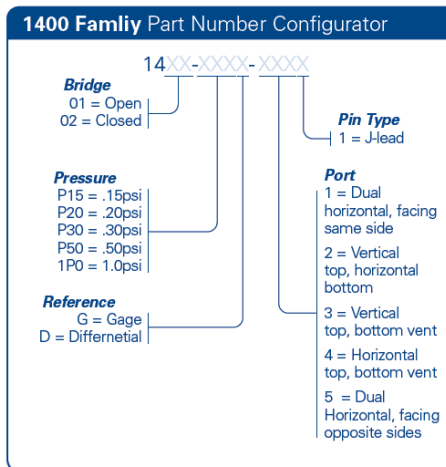 1400 Famliy Part Number Configurator
14XX-XXXX-XXXX
Bridge
01 = Open
02 = Closed
Pin Type
1 = J-lead
Pressure
P15 = .15psi
P20 = .20psi
P30 = .30psi
P50 = .50psi
1P0 = 1.0psi
Reference
G = Gage
D = Differnetial
Port
1 = Dual
horizontal, facing
same side
2 = Vertical
top, horizontal
bottom
3 = Vertical
top, bottom vent
4 = Horizontal
top, bottom vent
5 = Dual
Horizontal, facing
opposite sides